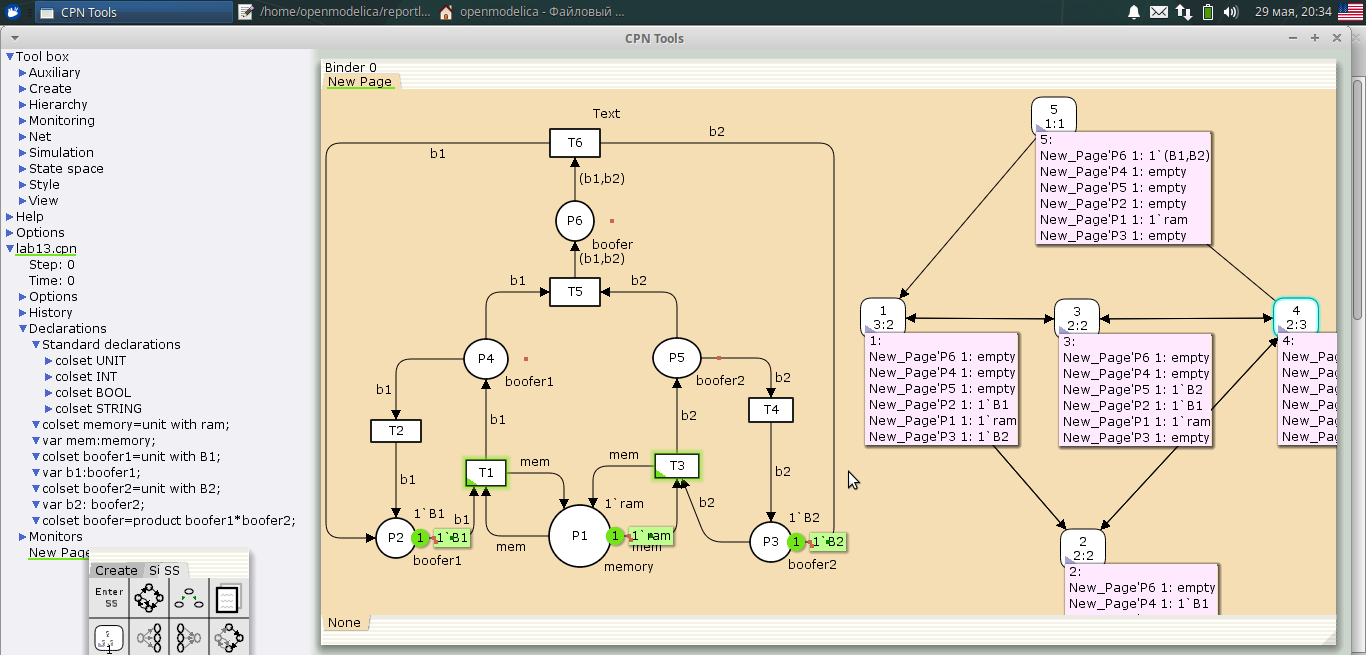 CPN Tools
/home/openmodelica/reportl...
openmodelica - Файловый ...
29 мая, 20:34
CPN Tools
Tool box
Auxiliary
Create
Hierarchy
Monitoring
Net
Simulation
State space
Style
View
Help
Options
lab13.cpn
Step: 0
Time: 0
Options
History
Declarations
Standard declarations
colset UNIT
colset INT
colset BOOL
colset STRING
colset memory=unit with ram;
var mem:memory;
colset boofer1=unit with B1;
var b1:boofer1;
colset boofer2=unit with B2;
var b2: boofer2;
colset boofer=product boofer1*boofer2;
Monitors
New Page
Create
Si
SS
Enter
SS
1
Binder 0
New Page
Text
T6
b1
b2
(b1,b2)
P6
boofer
(b1,b2)
b1
T5
b2
P4
boofer1
P5
boofer2
b1
b2
T2
T4
b1
b2
mem
mem
T1
T3
b1
b2
1`B1
b1
1`ram
b2
1`B2
P2
1
1`B1
boofer1
mem
P1
1
1`ram
mem
memory
P3
1
1`B2
boofer2
5
1:1
5:
New_Page'P6 1: 1`(B1,B2)
New_Page'P4 1: empty
New_Page'P5 1: empty
New_Page'P2 1: empty
New_Page'P1 1: 1`ram
New_Page'P3 1: empty
1
3:2
1:
New_Page'P6 1: empty
New_Page'P4 1: empty
New_Page'P5 1: empty
New_Page'P2 1: 1`B1
New_Page'P1 1: 1`ram
New_Page'P3 1: 1`B2
3
2:2
3:
New_Page'P6 1: empty
New_Page'P4 1: empty
New_Page'P5 1: 1`B2
New_Page'P2 1: 1`B1
New_Page'P1 1: 1`ram
New_Page'P3 1: empty
4
2:3
4:
New_Pa
New_Pa
New_Pa
New_Pa
New_Pa
New_Pa
2
2:2
2:
New_Page'P6 1: empty
New_Page'P4 1: 1`B1
None